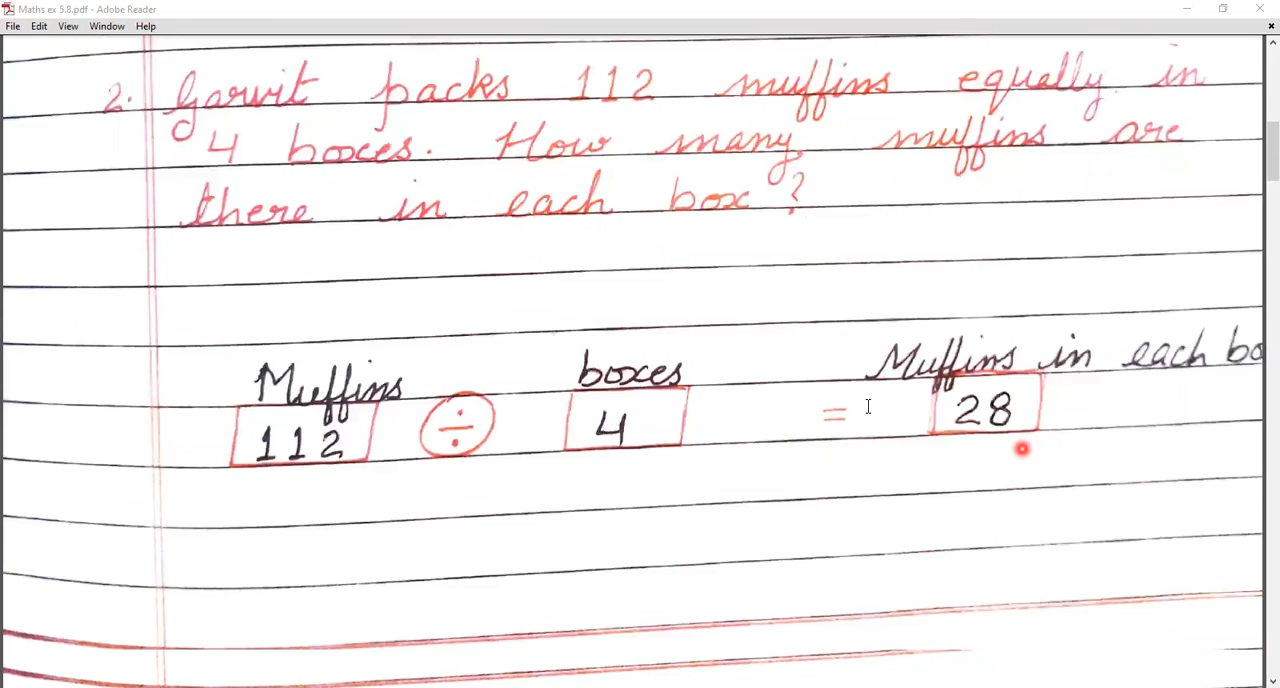 Maths ex 5.8.pdf - Adobe Reader
File Edit View Window Help
2. Garvit packs 112 muffins equally in
4 boxes. How many muffins are
there in each box?
Muffins boxes Muffins in each bo
112 ÷ 4 = 28